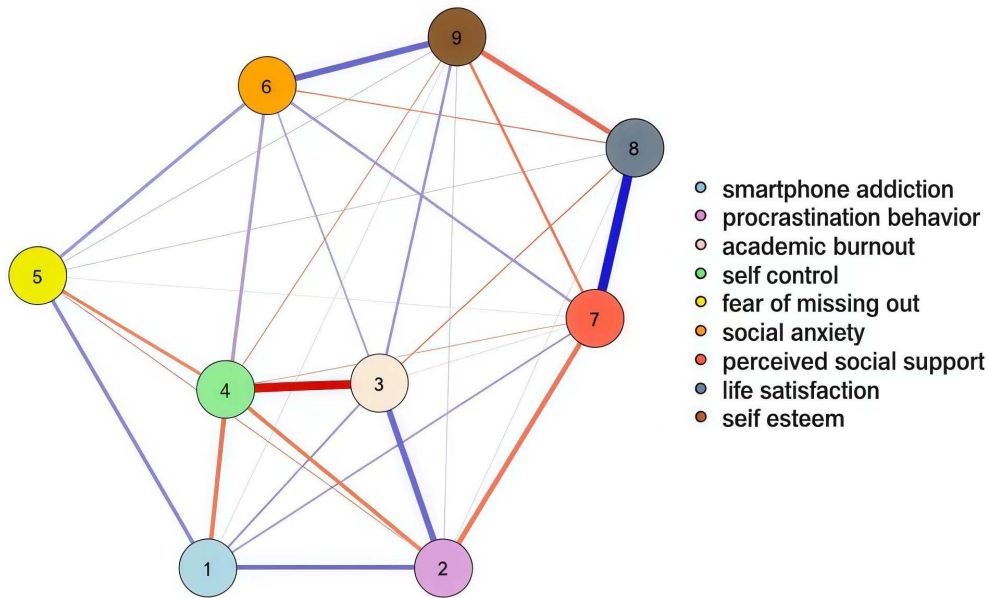 9
6
8
5
7
4
3
1
2
smartphone addiction
procrastination behavior
academic burnout
self control
fear of missing out
social anxiety
perceived social support
life satisfaction
seif esteem